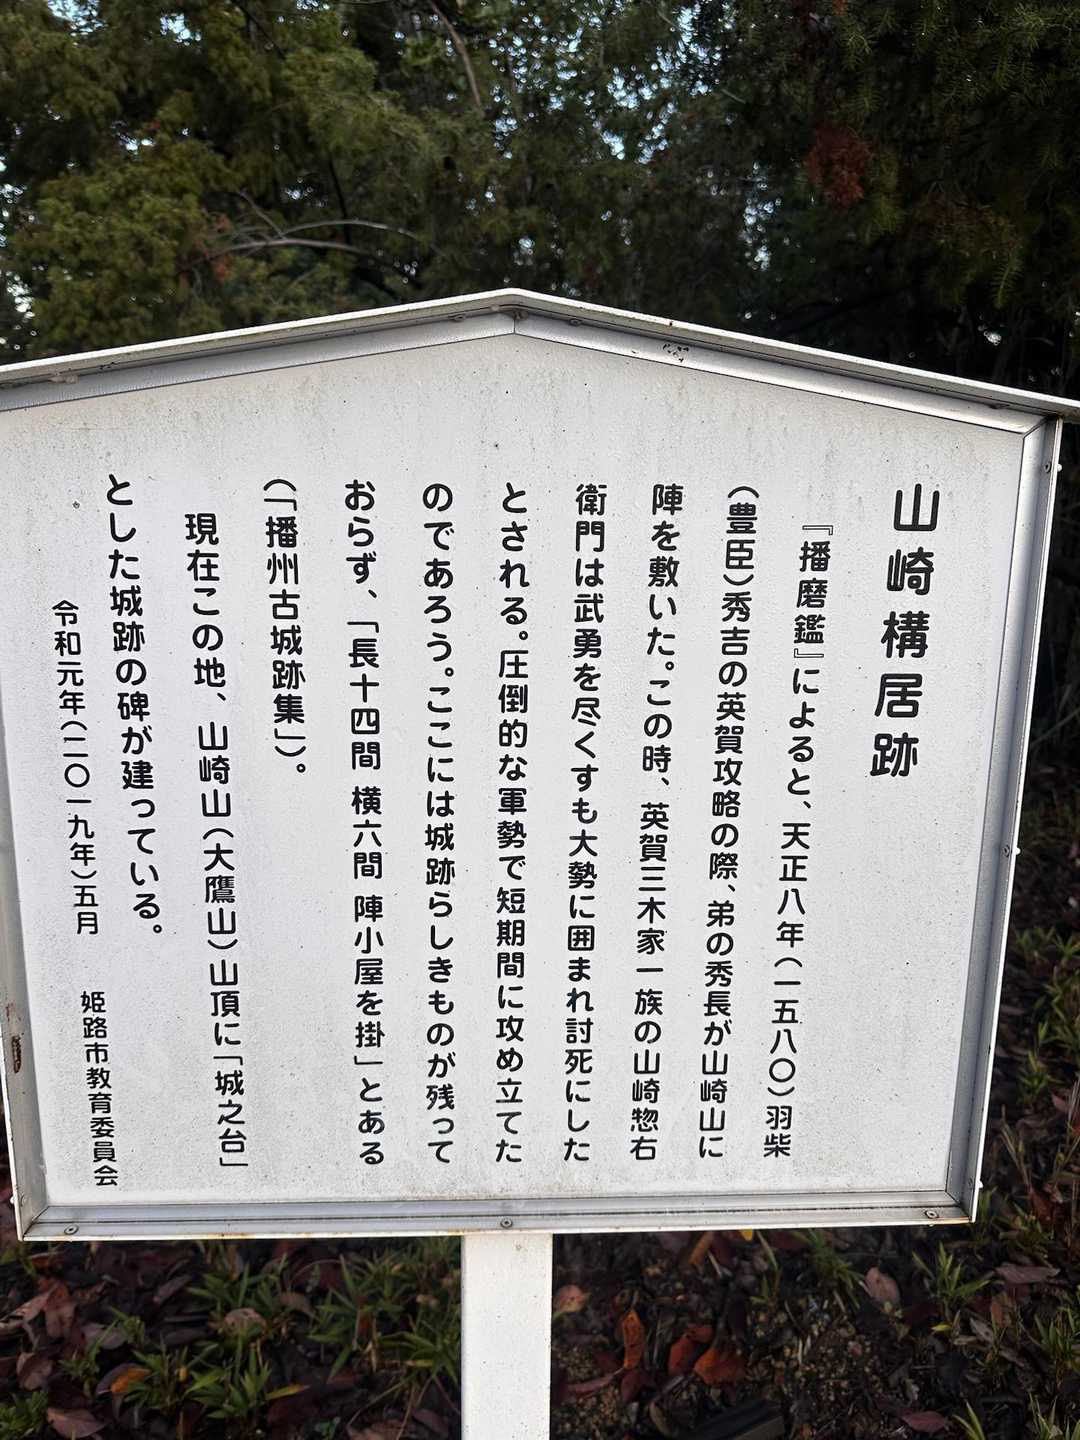 山崎構居跡
『播磨鑑』によると、天正八年（一五八〇）羽柴
（豊臣）秀吉の英賀攻略の際、弟の秀長が山崎山に
陣を敷いた。この時、英賀三木家一族の山崎惣右
衛門は武勇を尽くすも大勢に囲まれ討死にした
とされる。圧倒的な軍勢で短期間に攻め立てた
のであろう。ここには城跡らしきものが残って
おらず、「長十四間 横六間 陣小屋を掛」とある
（「播州古城跡集」）。
現在この地、山崎山（大鷹山）山頂に「城之台」
とした城跡の碑が建っている。
令和元年（二〇一九年）五月
姫路市教育委員会